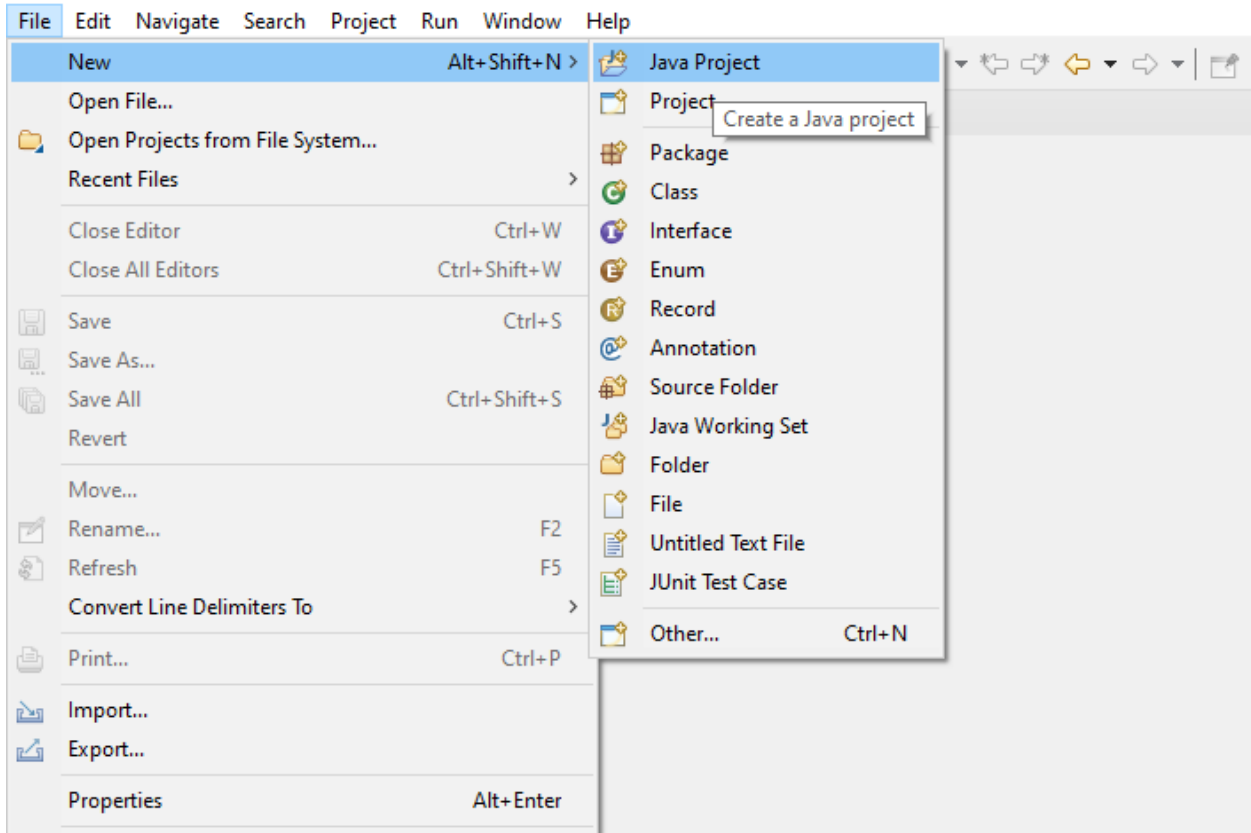 File Edit Navigate Search Project Run Window Help
New Alt+Shift+N >
Open File...
Open Projects from File System...
Recent Files >
Close Editor Ctrl+W
Close All Editors Ctrl+Shift+W
Save Ctrl+S
Save As...
Save All Ctrl+Shift+S
Revert
Move...
Rename... F2
Refresh F5
Convert Line Delimiters To >
Print... Ctrl+P
Import...
Export...
Properties Alt+Enter
Java Project
Project...
Create a Java project
Package
Class
Interface
Enum
Record
Annotation
Source Folder
Java Working Set
Folder
File
Untitled Text File
JUnit Test Case
Other... Ctrl+N